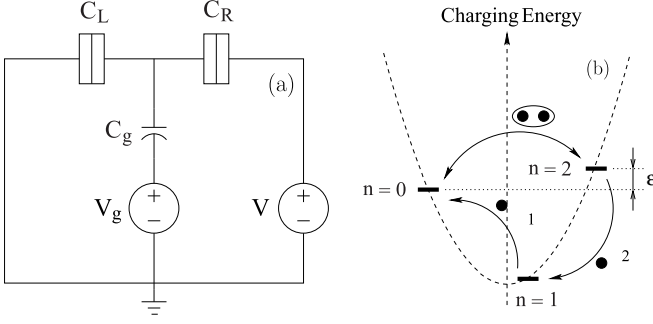 C_L
C_R
(a)
C_g
V_g
+
−
V
+
−
Charging Energy
(b)
n = 2
ε
n = 0
1
2
n = 1